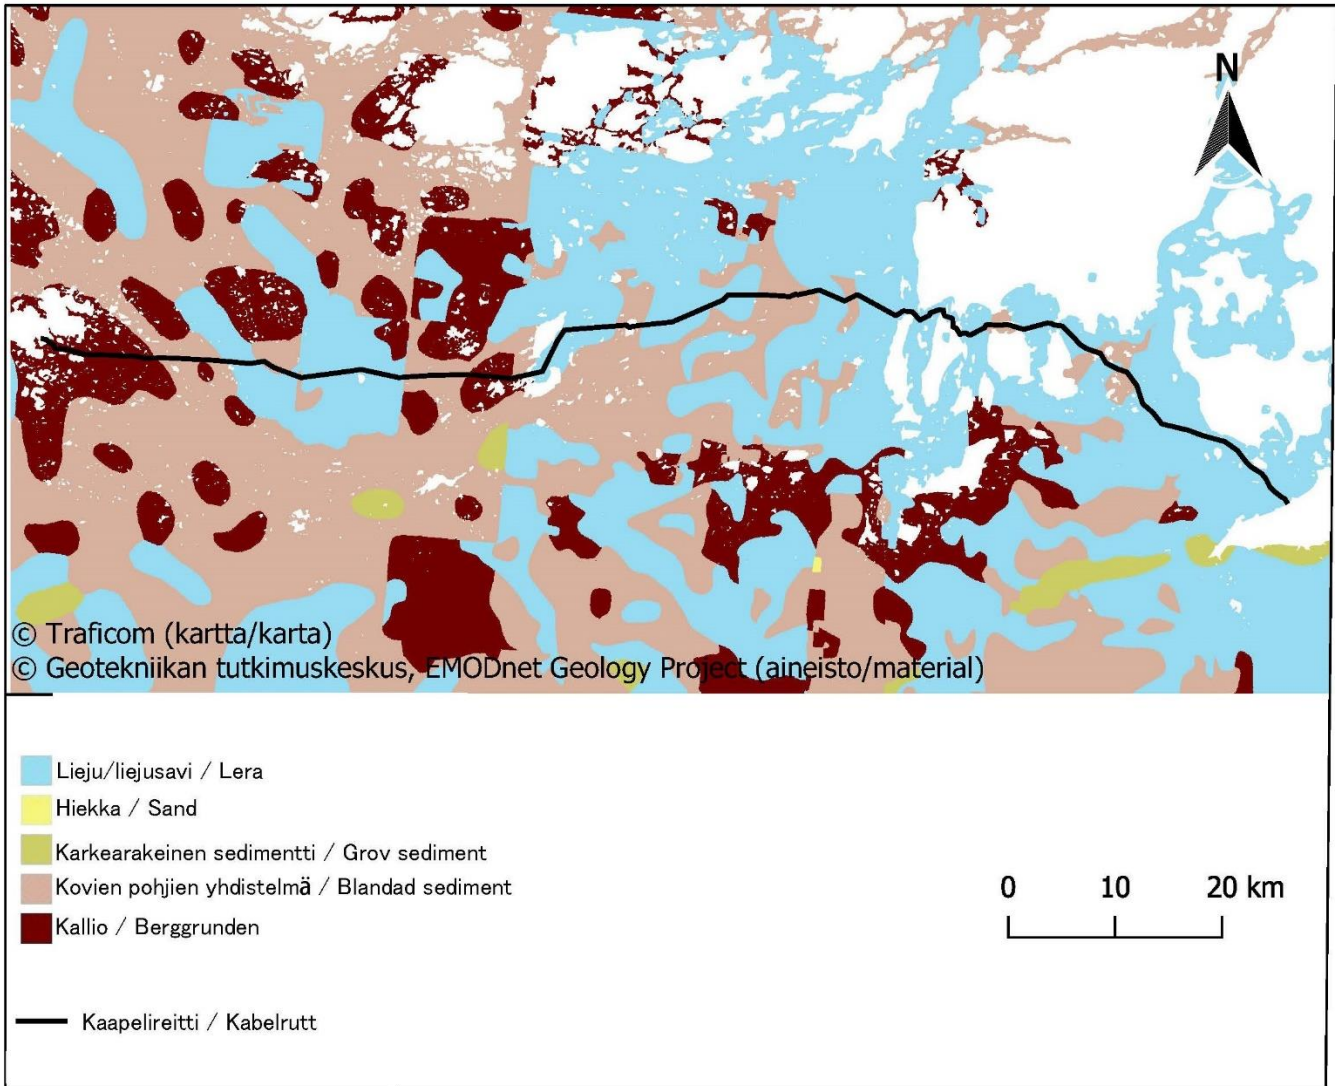 N
© Traficom (kartta/karta)
© Geotekniikan tutkimuskeskus, EMODnet Geology Project (aineisto/material)
Lieju/liejusavi / Lera
Hiekka / Sand
Karkearakeinen sedimentti / Grov sediment
Kovien pohjien yhdistelmä / Blandad sediment
Kallio / Berggrunden
0 10 20 km
Kaapelireitti / Kabelrutt